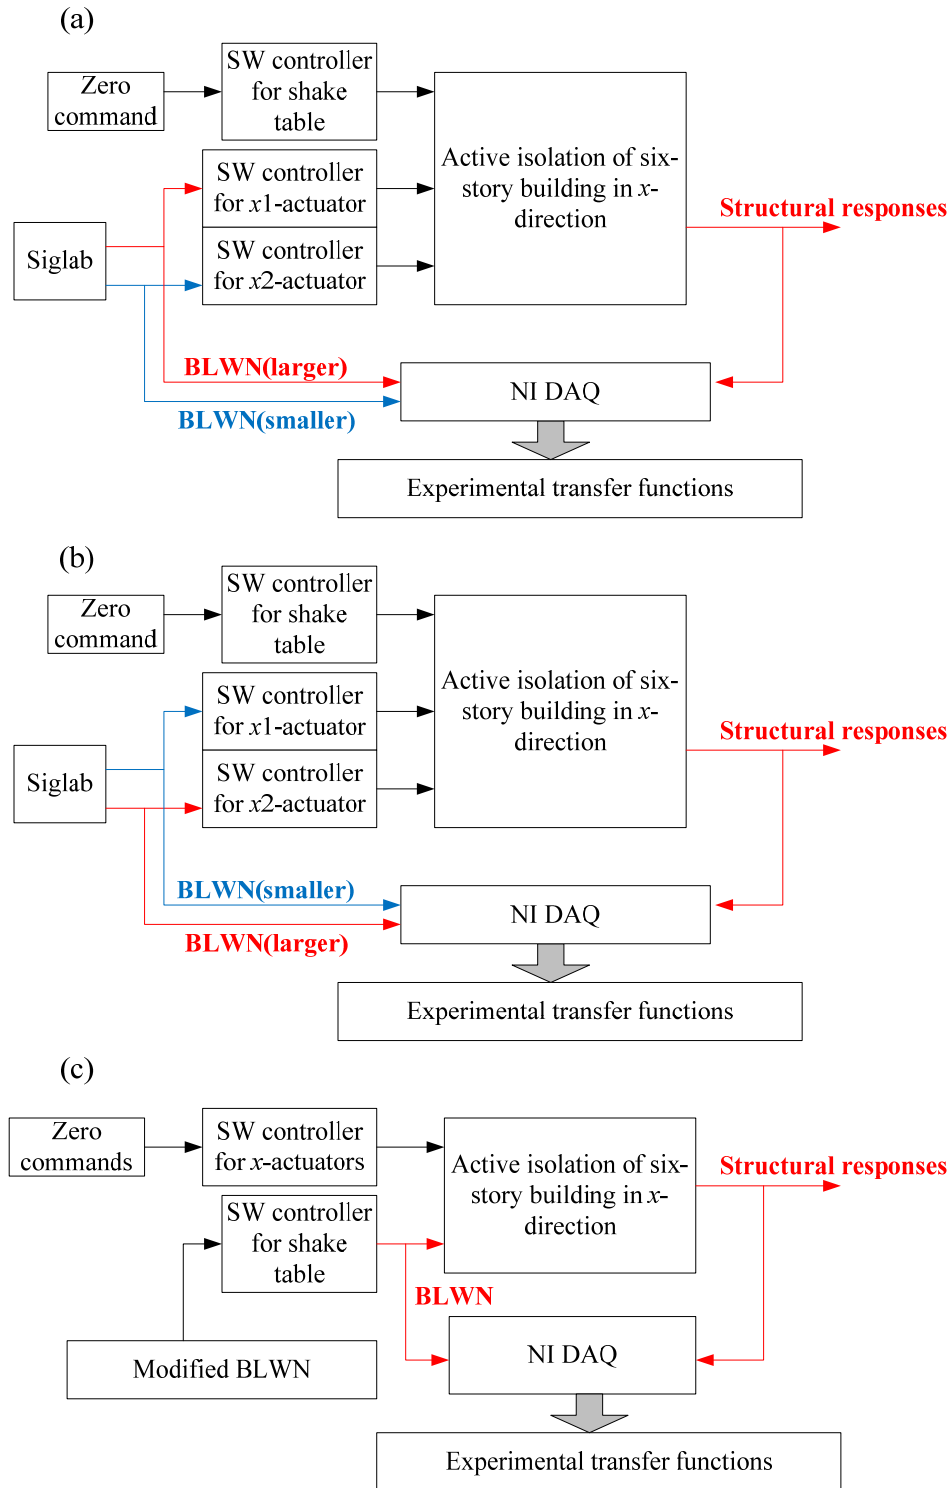 (a)
Zero
command
SW controller
for shake
table
SW controller
for x1-actuator
SW controller
for x2-actuator
Siglab
Active isolation of six-
story building in x-
direction
Structural responses
BLWN(larger)
BLWN(smaller)
NI DAQ
Experimental transfer functions
(b)
Zero
command
SW controller
for shake
table
SW controller
for x1-actuator
SW controller
for x2-actuator
Siglab
Active isolation of six-
story building in x-
direction
Structural responses
BLWN(smaller)
BLWN(larger)
NI DAQ
Experimental transfer functions
(c)
Zero
commands
SW controller
for x-actuators
SW controller
for shake
table
Active isolation of six-
story building in x-
direction
Structural responses
BLWN
Modified BLWN
NI DAQ
Experimental transfer functions